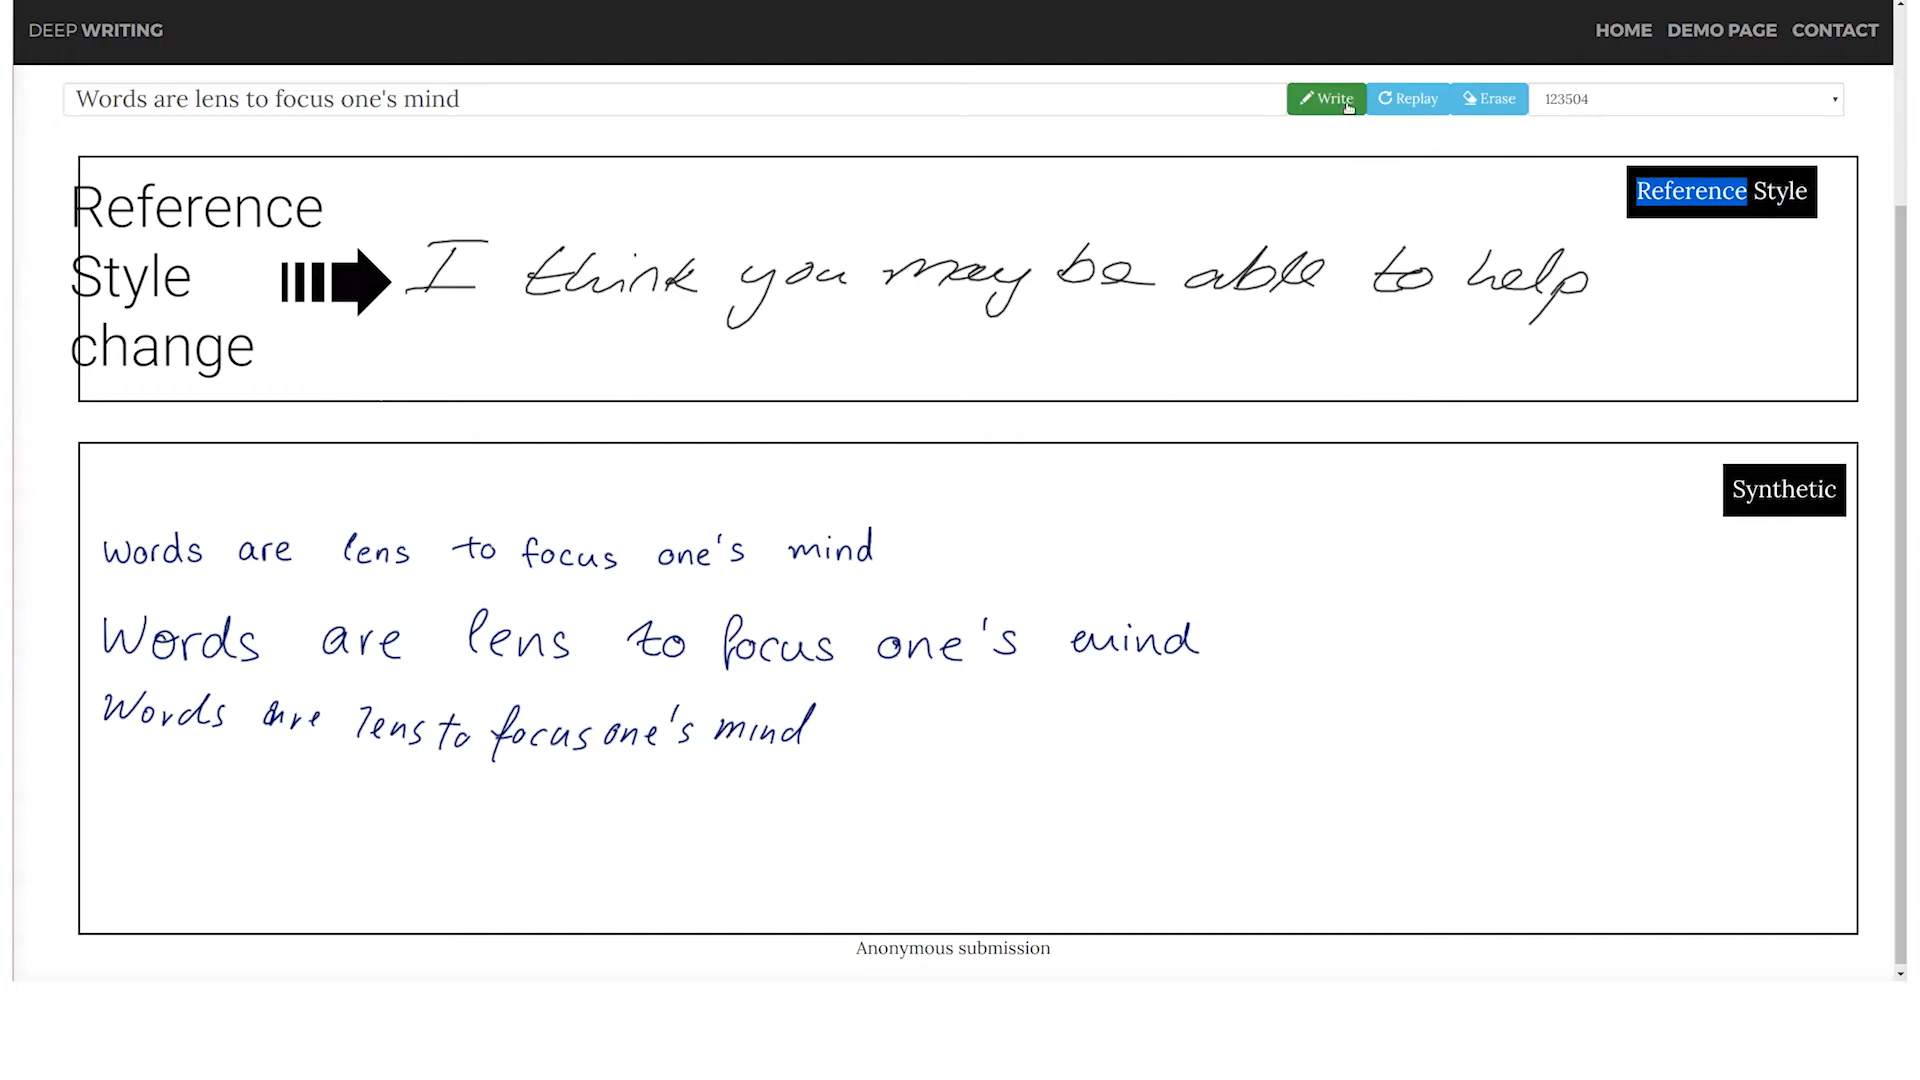 DEEP WRITING HOME DEMO PAGE CONTACT
Words are lens to focus one's mind Write Replay Erase 123504
Reference Style
Reference
Style
change
I think you may be able to help
Synthetic
Words are lens to focus one's mind
Words are lens to focus one's mind
Words are lens to focus one's mind
Anonymous submission